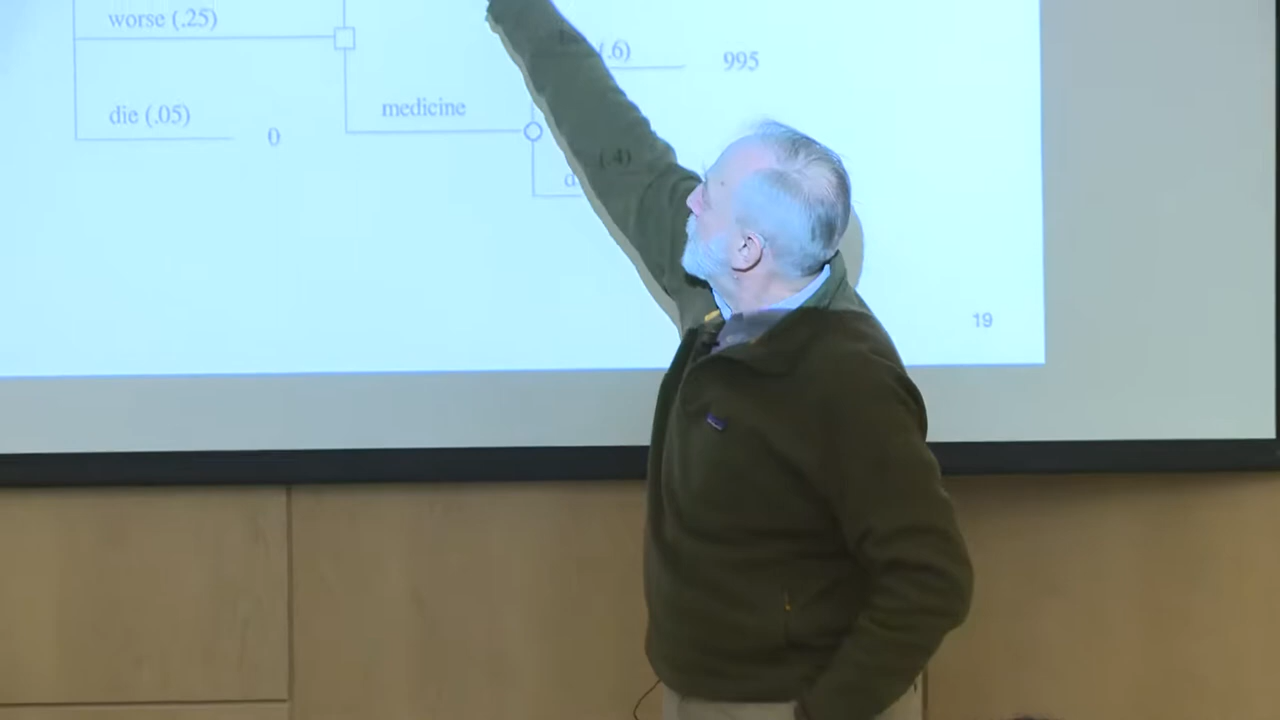 worse (.25)
(.6)
995
medicine
die (.05)
0
(.4)
d
19